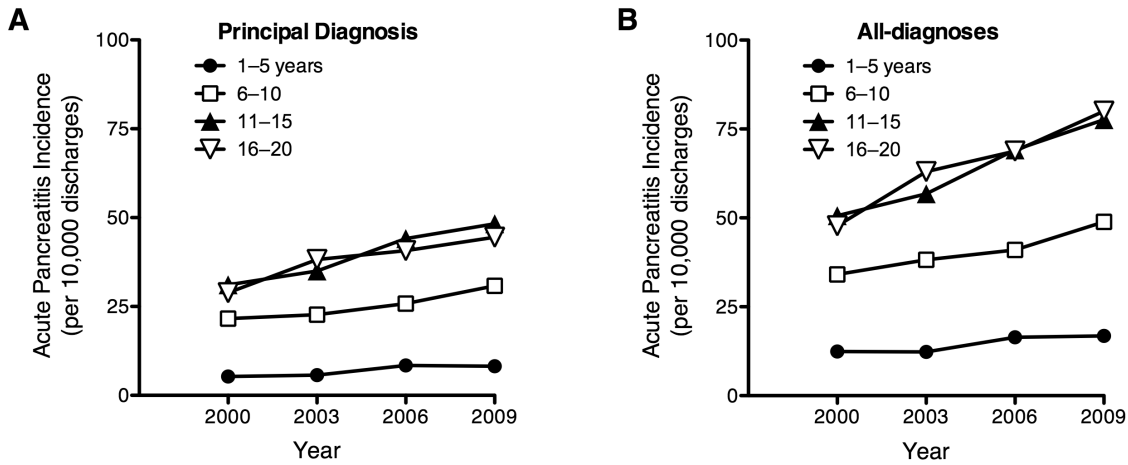 A
Principal Diagnosis
1–5 years
6–10
11–15
16–20
Acute Pancreatitis Incidence
(per 10,000 discharges)
100
75
50
25
0
2000 2003 2006 2009
Year
B
All-diagnoses
1–5 years
6–10
11–15
16–20
Acute Pancreatitis Incidence
(per 10,000 discharges)
100
75
50
25
0
2000 2003 2006 2009
Year